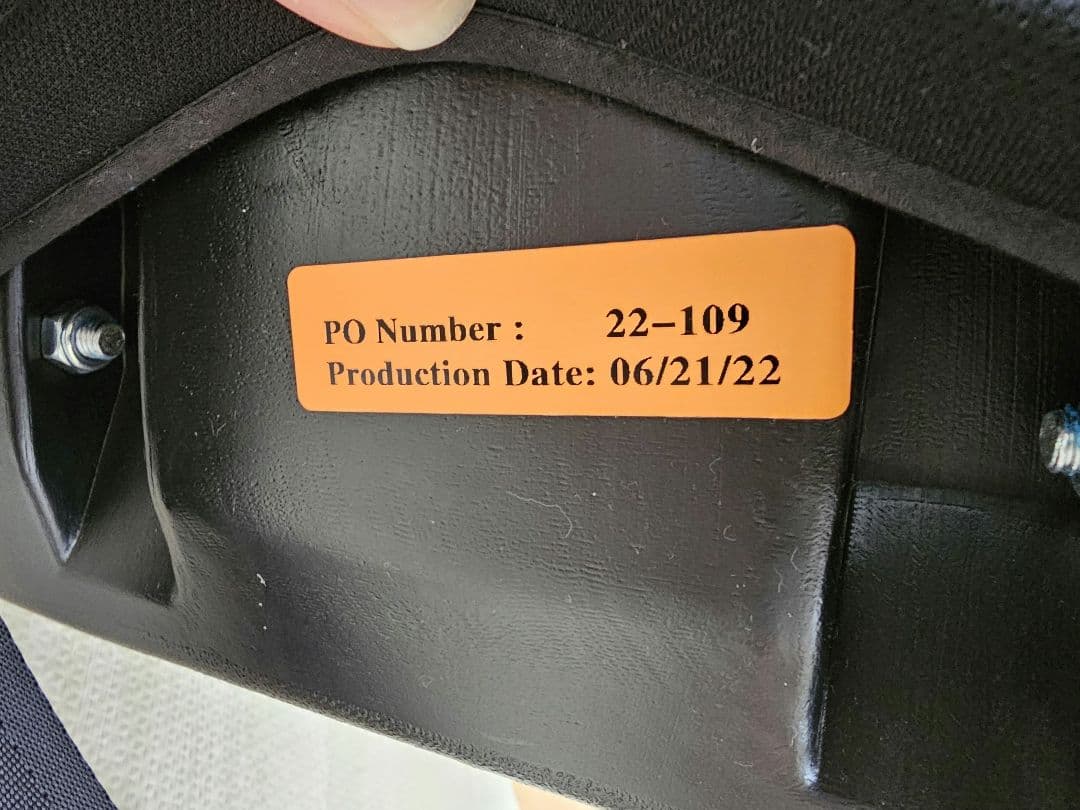 PO Number : 22-109
Production Date: 06/21/22